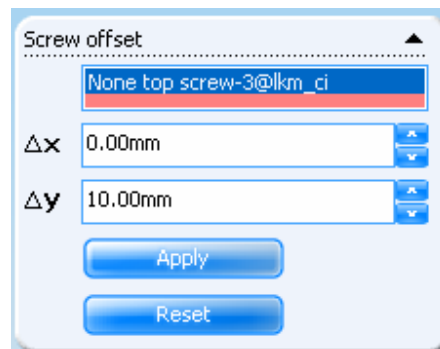 Screw offset
None top screw-3@lkm_ci
Δx 0.00mm
Δy 10.00mm
Apply
Reset